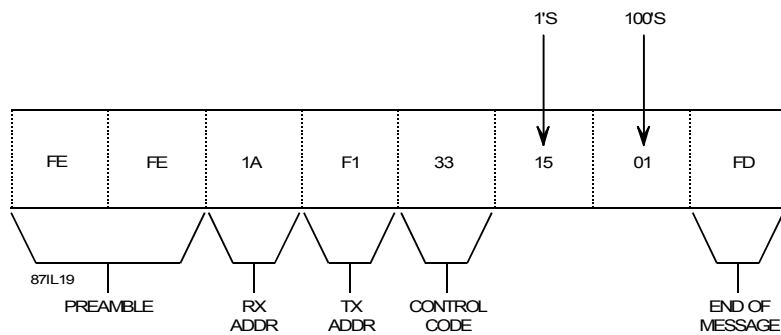 1'S 100'S
FE FE 1A F1 33 15 01 FD
87IL19
PREAMBLE RX TX CONTROL END OF
ADDR ADDR CODE MESSAGE